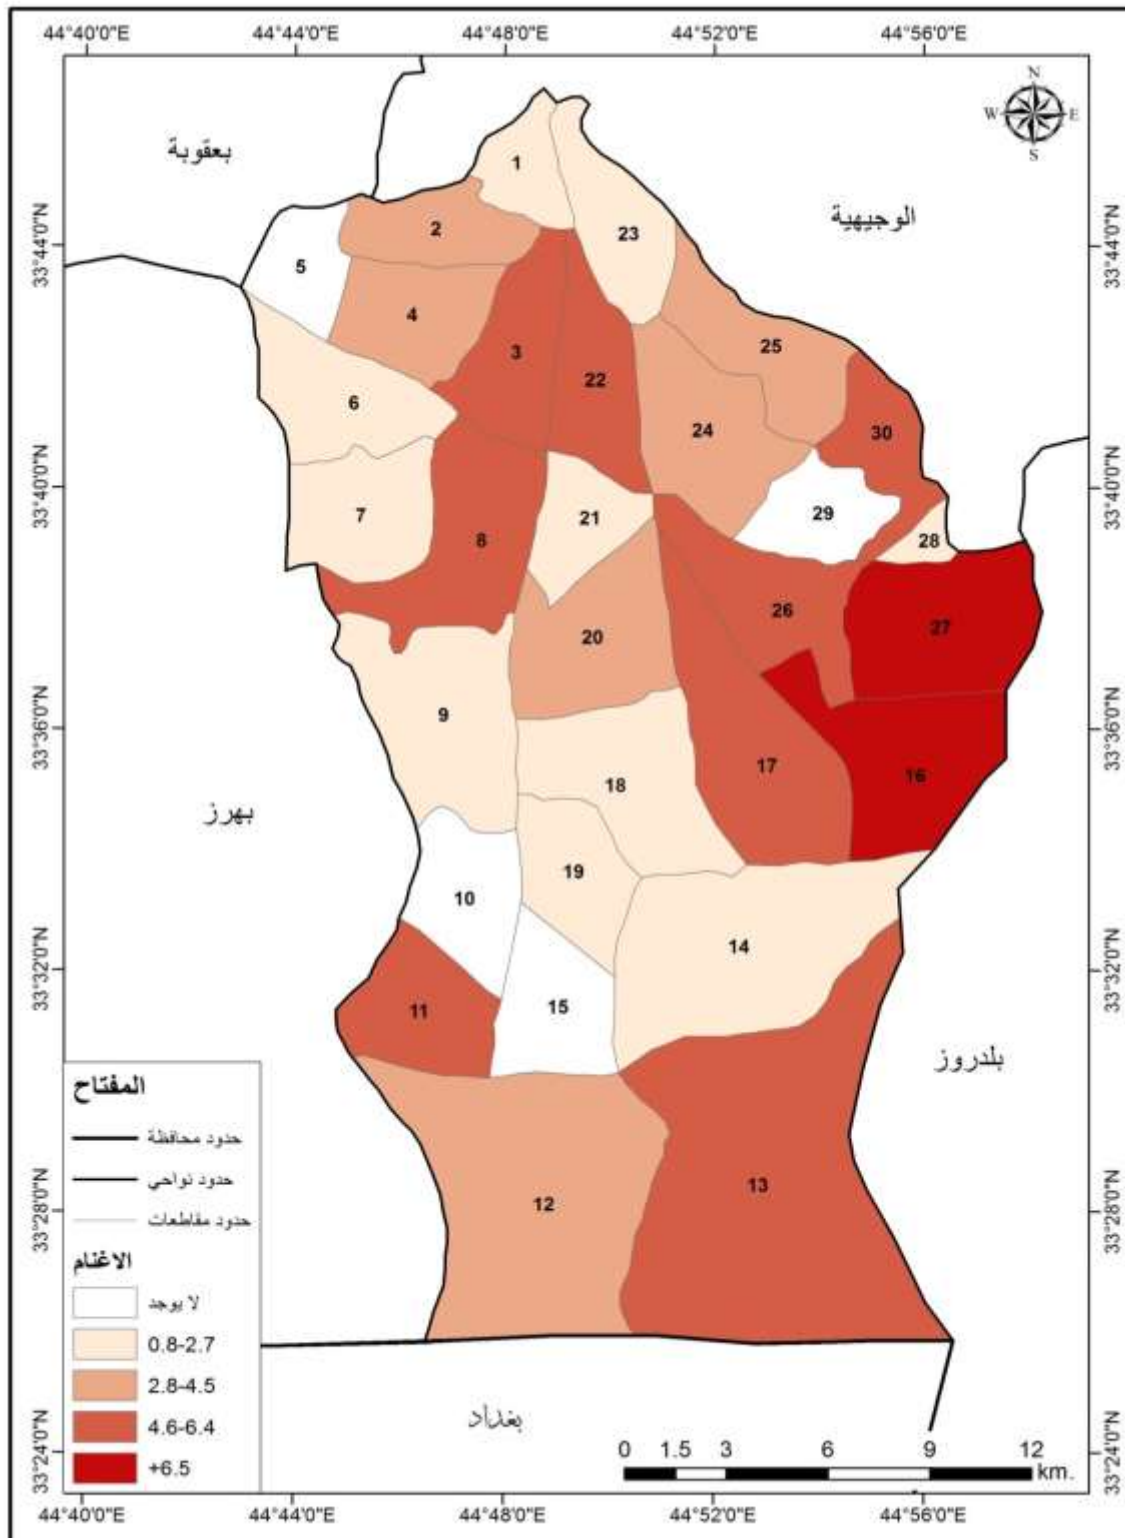 44°40'0"E 44°44'0"E 44°48'0"E 44°52'0"E 44°56'0"E
N
W E
S
بعقوبة
الوجيهية
33°44'0"N
33°44'0"N
1
23
2
5
4
3
22
25
6
24
30
33°40'0"N
33°40'0"N
7
8
21
29
28
26
27
20
33°36'0"N
33°36'0"N
9
17
16
18
بهرز
19
10
14
33°32'0"N
33°32'0"N
11
15
بلدروز
المفتاح
حدود محافظة
حدود نواحي
حدود مقاطعات
12
13
33°28'0"N
33°28'0"N
الاغنام
لا يوجد
0.8-2.7
2.8-4.5
4.6-6.4
+6.5
بغداد
33°24'0"N
33°24'0"N
0 1.5 3 6 9 12
km.
44°40'0"E 44°44'0"E 44°48'0"E 44°52'0"E 44°56'0"E